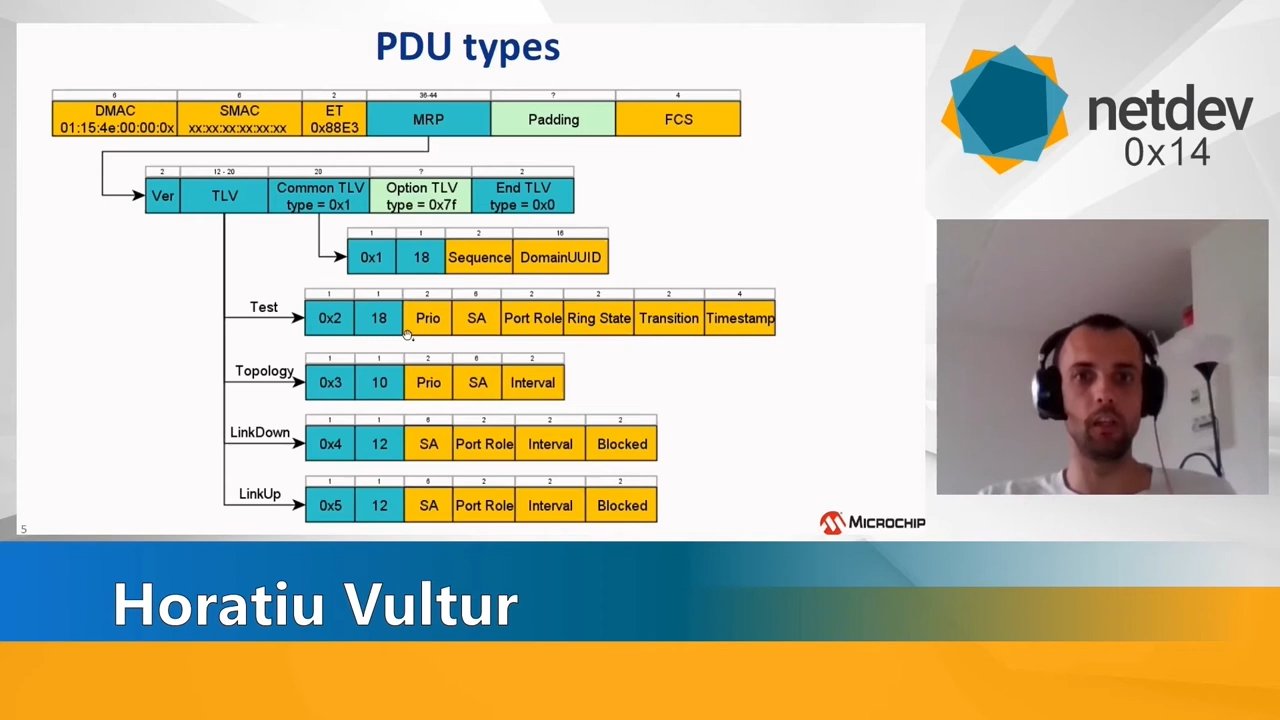 PDU types
6 6 2 36-44 ? 4
DMAC SMAC ET MRP Padding FCS
01:15:4e:00:00:0x xx:xx:xx:xx:xx:xx 0x88E3
2 12 - 20 20 ? 2
Ver TLV Common TLV Option TLV End TLV
type = 0x1 type = 0x7f type = 0x0
1 1 2 16
0x1 18 Sequence DomainUUID
1 1 2 6 2 2 2 4
Test 0x2 18 Prio SA Port Role Ring State Transition Timestamp
1 1 2 6 2
Topology 0x3 10 Prio SA Interval
1 1 6 2 2 2
LinkDown 0x4 12 SA Port Role Interval Blocked
1 1 6 2 2 2
LinkUp 0x5 12 SA Port Role Interval Blocked
5
MICROCHIP
netdev
0x14
Horatiu Vultur